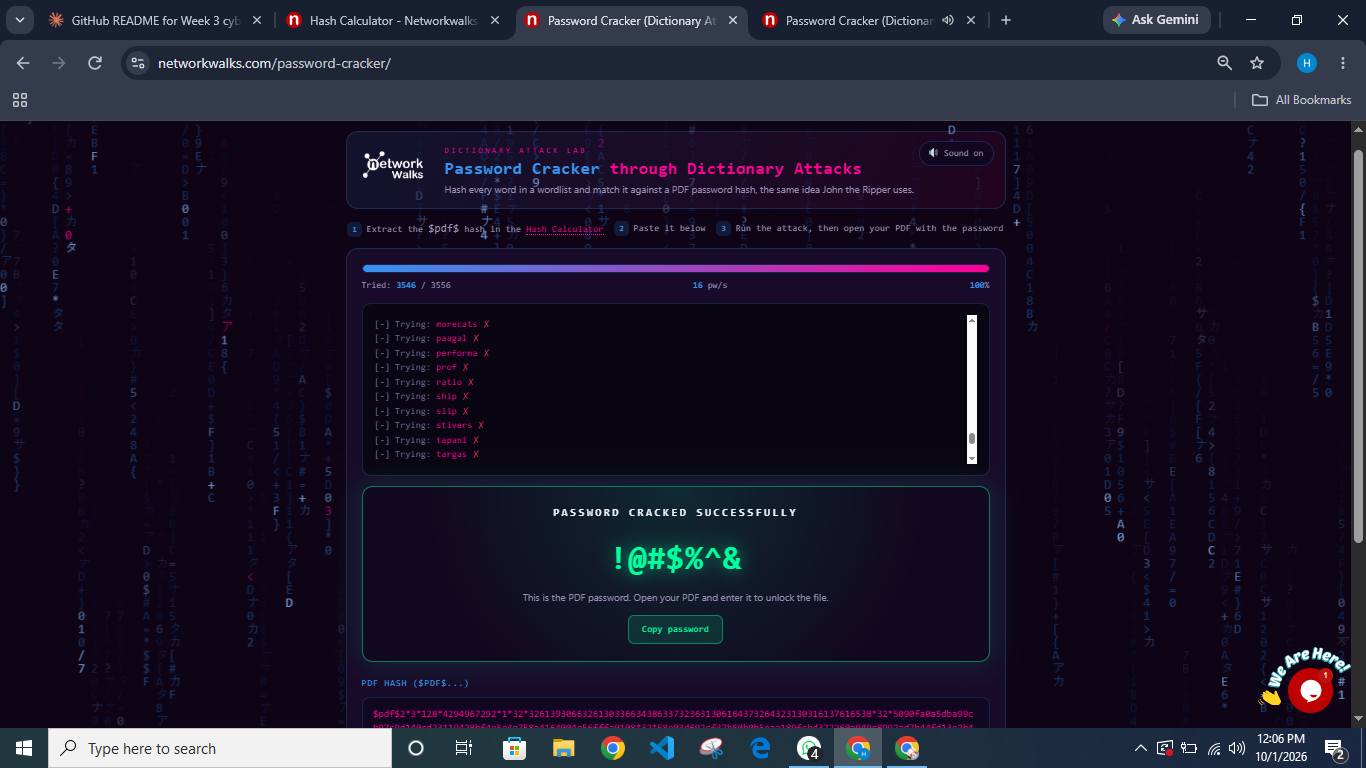 GitHub README for Week 3 cyb
Hash Calculator - Networkwalks
Password Cracker (Dictionary At
Password Cracker (Dictionar
Ask Gemini
networkwalks.com/password-cracker/
H
All Bookmarks
network Walks
DICTIONARY ATTACK LAB
Password Cracker through Dictionary Attacks
Hash every word in a wordlist and match it against a PDF password hash, the same idea John the Ripper uses.
Sound on
1 Extract the $pdf$ hash in the Hash Calculator 2 Paste it below 3 Run the attack, then open your PDF with the password
Tried: 3546 / 3556 16 pw/s 100%
[-] Trying: morecats ✗
[-] Trying: paagal ✗
[-] Trying: performa ✗
[-] Trying: prof ✗
[-] Trying: ratio ✗
[-] Trying: ship ✗
[-] Trying: slip ✗
[-] Trying: stivers ✗
[-] Trying: tapani ✗
[-] Trying: targas ✗
PASSWORD CRACKED SUCCESSFULLY
!@#$%^&
This is the PDF password. Open your PDF and enter it to unlock the file.
Copy password
PDF HASH ($PDF$...)
We Are Here!
1
Type here to search
4
12:06 PM
10/1/2026
2